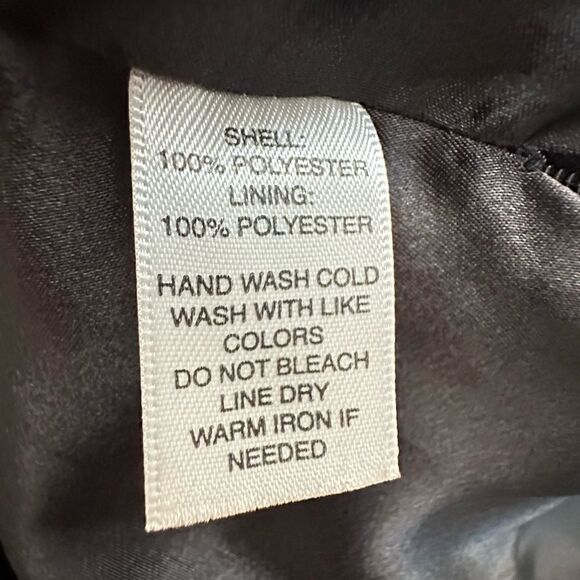 SHELL:
100% POLYESTER
LINING:
100% POLYESTER
HAND WASH COLD
WASH WITH LIKE
COLORS
DO NOT BLEACH
LINE DRY
WARM IRON IF
NEEDED